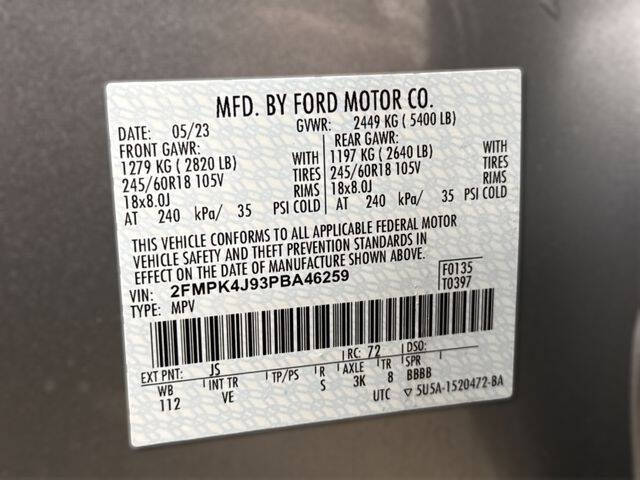 MFD. BY FORD MOTOR CO.
DATE: 05/23 GVWR: 2449 KG (5400 LB)
FRONT GAWR: REAR GAWR:
1279 KG (2820 LB) WITH 1197 KG (2640 LB) WITH
245/60R18 105V TIRES 245/60R18 105V TIRES
18x8.0J RIMS 18x8.0J RIMS
AT 240 kPa/ 35 PSI COLD AT 240 kPa/ 35 PSI COLD
THIS VEHICLE CONFORMS TO ALL APPLICABLE FEDERAL MOTOR
VEHICLE SAFETY AND THEFT PREVENTION STANDARDS IN
EFFECT ON THE DATE OF MANUFACTURE SHOWN ABOVE.
VIN: 2FMPK4J93PBA46259 F0135
TYPE: MPV T0397
EXT PNT: JS RC: 72 DSO:
WB INT TR TP/PS R AXLE TR SPR
112 VE S 3K 8 BBBB
UTC ▽ 5U5A-1520472-BA